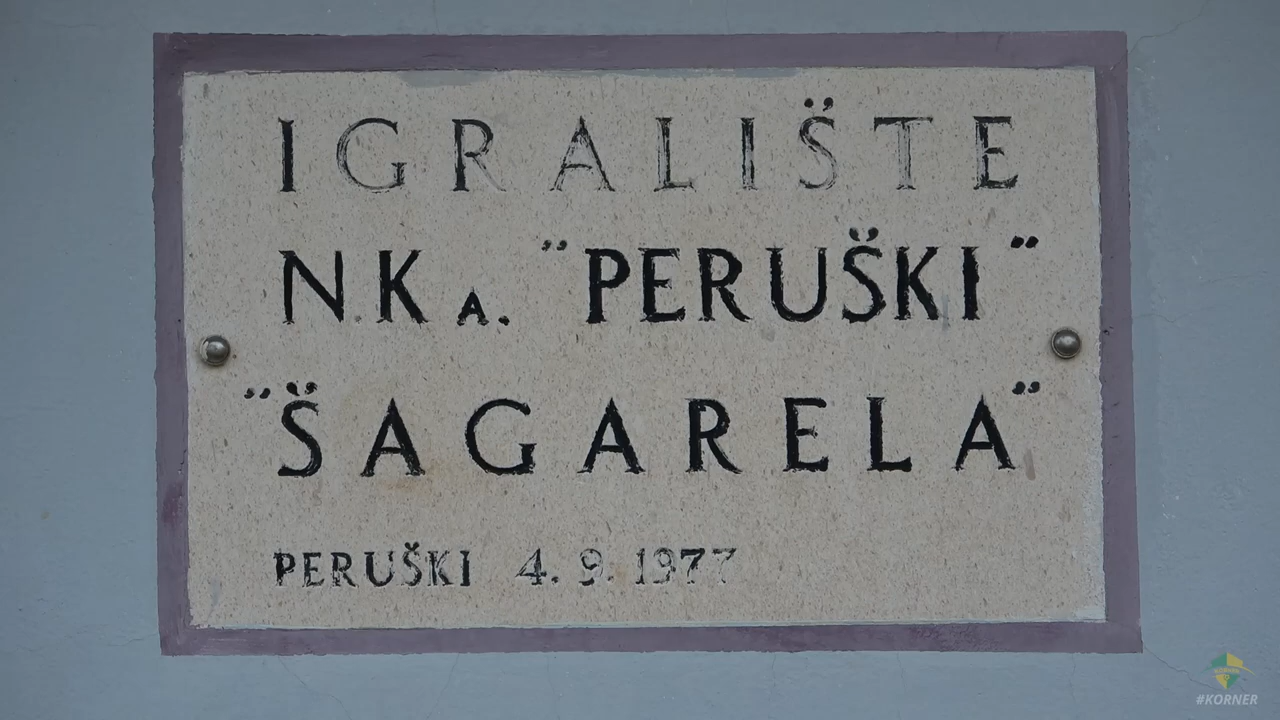 IGRALIŠTE
N.K A. "PERUŠKI"
"ŠAGARELA"
PERUŠKI 4. 9. 1977
#KORNER